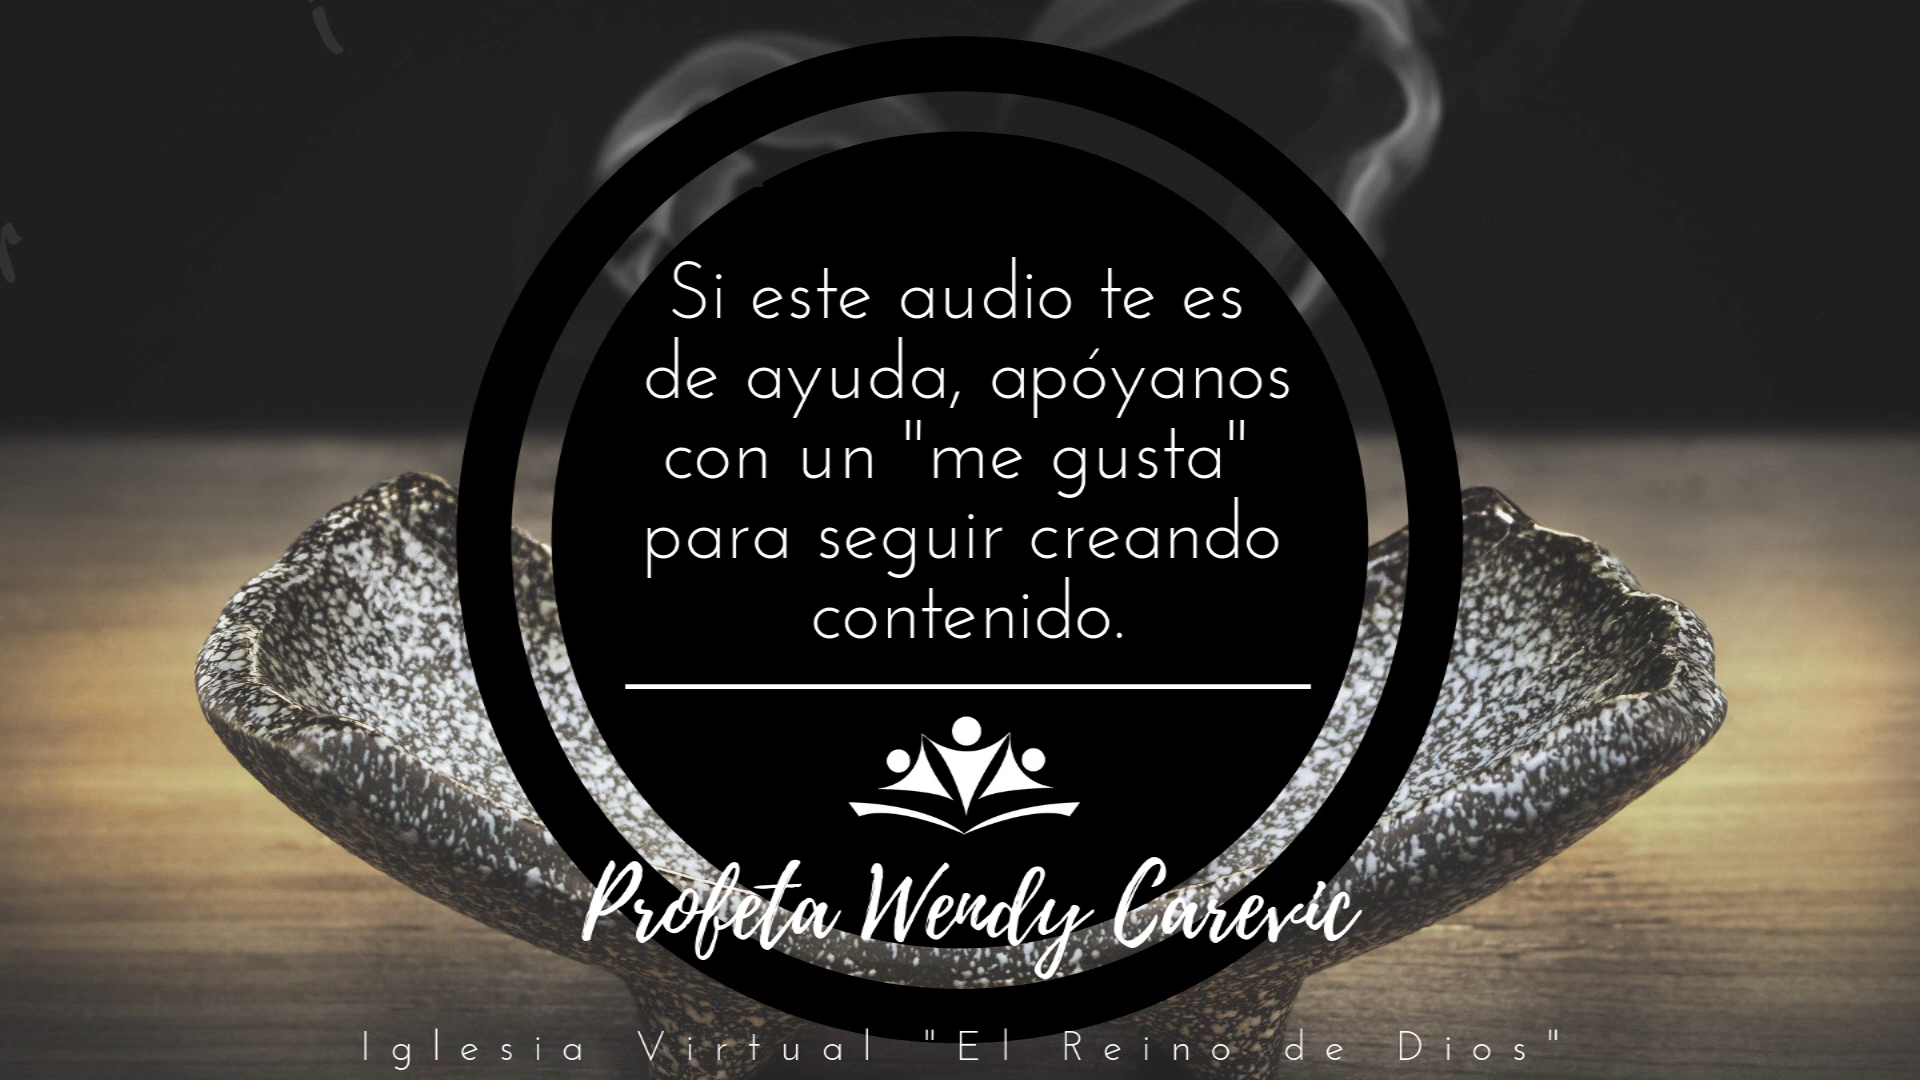 Si este audio te es
de ayuda, apóyanos
con un "me gusta"
para seguir creando
contenido.
Profeta Wendy Carevic
Iglesia Virtual "El Reino de Dios"